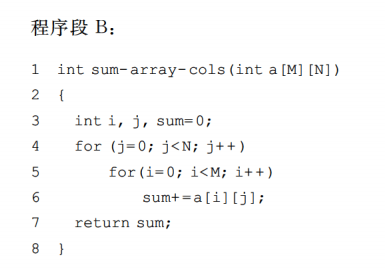 程序段 B:
1 int sum-array-cols(int a[M][N])
2 {
3 int i, j, sum=0;
4 for (j=0; j<N; j++)
5 for(i=0; i<M; i++)
6 sum+=a[i][j];
7 return sum;
8 }